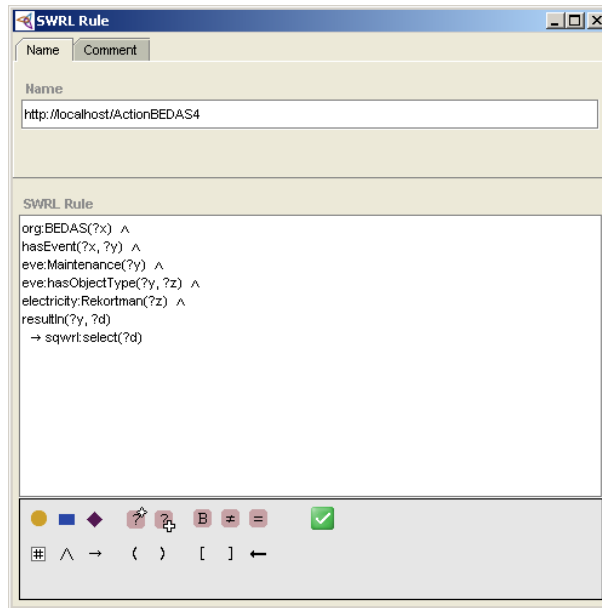 SWRL Rule
Name Comment
Name
http://localhost/ActionBEDAS4
SWRL Rule
org:BEDAS(?x) ∧
hasEvent(?x, ?y) ∧
eve:Maintenance(?y) ∧
eve:hasObjectType(?y, ?z) ∧
electricity:Rekortman(?z) ∧
resultIn(?y, ?d)
→ sqwrl:select(?d)
? ? B ≠ =
# ∧ → ( ) [ ] ←